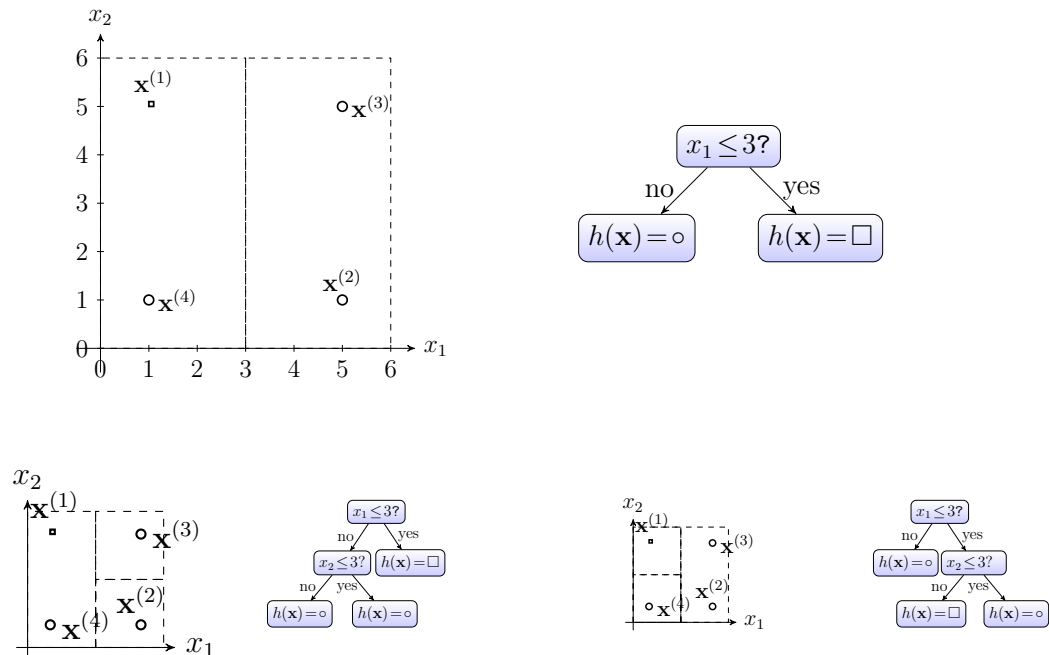 x₂
6
x⁽¹⁾
5
x⁽³⁾
4
3
2
x⁽²⁾
1
x⁽⁴⁾
0
x₁
0 1 2 3 4 5 6
x₁ ≤ 3?
no yes
h(x) = ○ h(x) = □
x₂
x⁽¹⁾
x⁽³⁾
x⁽²⁾
x⁽⁴⁾
x₁
x₁ ≤ 3?
no yes
x₂ ≤ 3? h(x) = □
no yes
h(x) = ○ h(x) = ○
x₂
x⁽¹⁾
x⁽³⁾
x⁽²⁾
x⁽⁴⁾
x₁
x₁ ≤ 3?
no yes
h(x) = ○ x₂ ≤ 3?
no yes
h(x) = □ h(x) = ○